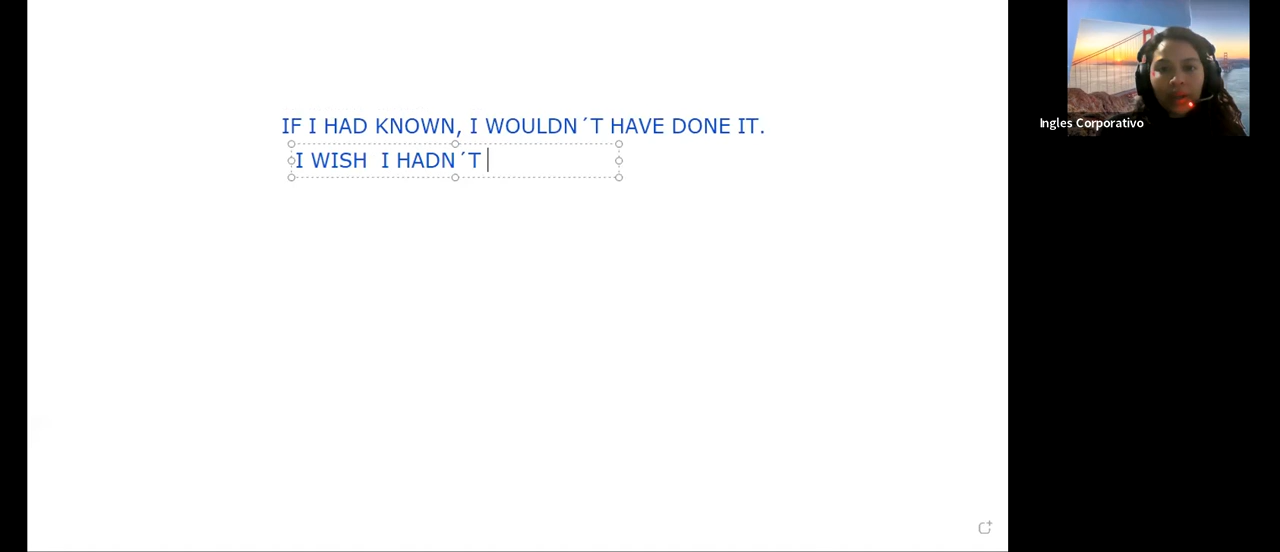 IF I HAD KNOWN, I WOULDN´T HAVE DONE IT.
I WISH  I HADN´T
Ingles Corporativo